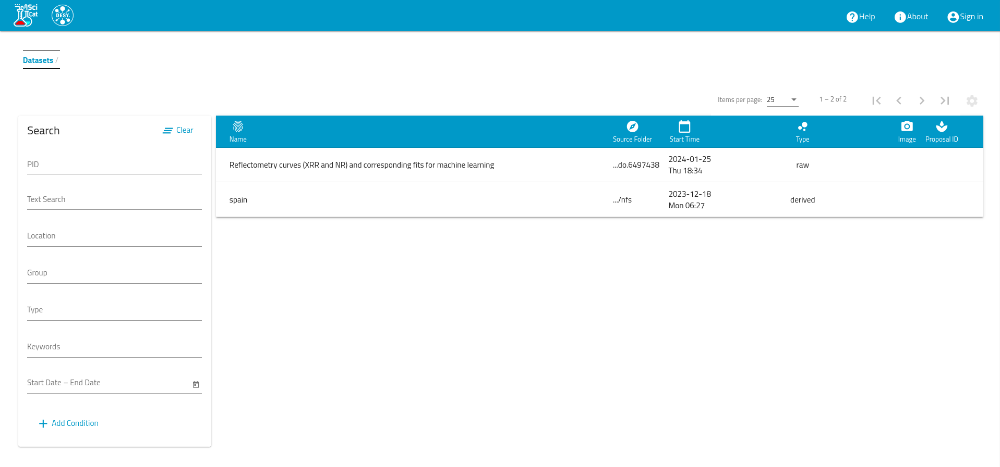 Sci
Cat
DESY.
Help
About
Sign in
Datasets /
Items per page: 25
1 – 2 of 2
Search
Clear
PID
Text Search
Location
Group
Type
Keywords
Start Date – End Date
Add Condition
Name Source Folder Start Time Type Image Proposal ID
Reflectometry curves (XRR and NR) and corresponding fits for machine learning ...do.6497438 2024-01-25 Thu 18:34 raw
spain .../nfs 2023-12-18 Mon 06:27 derived